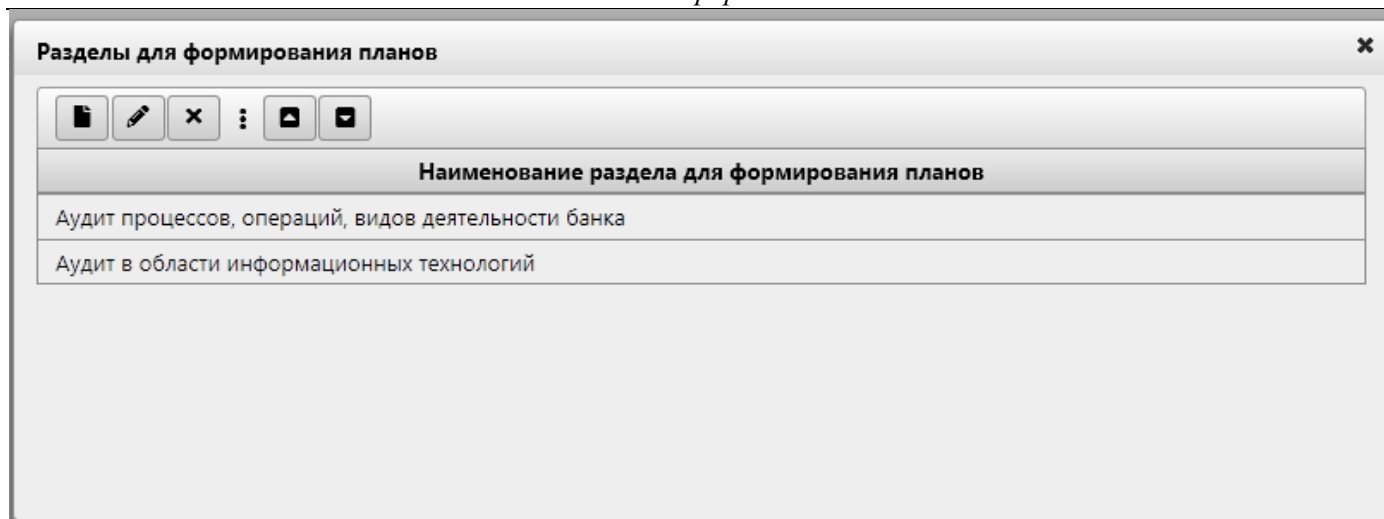 Разделы для формирования планов
Наименование раздела для формирования планов
Аудит процессов, операций, видов деятельности банка
Аудит в области информационных технологий